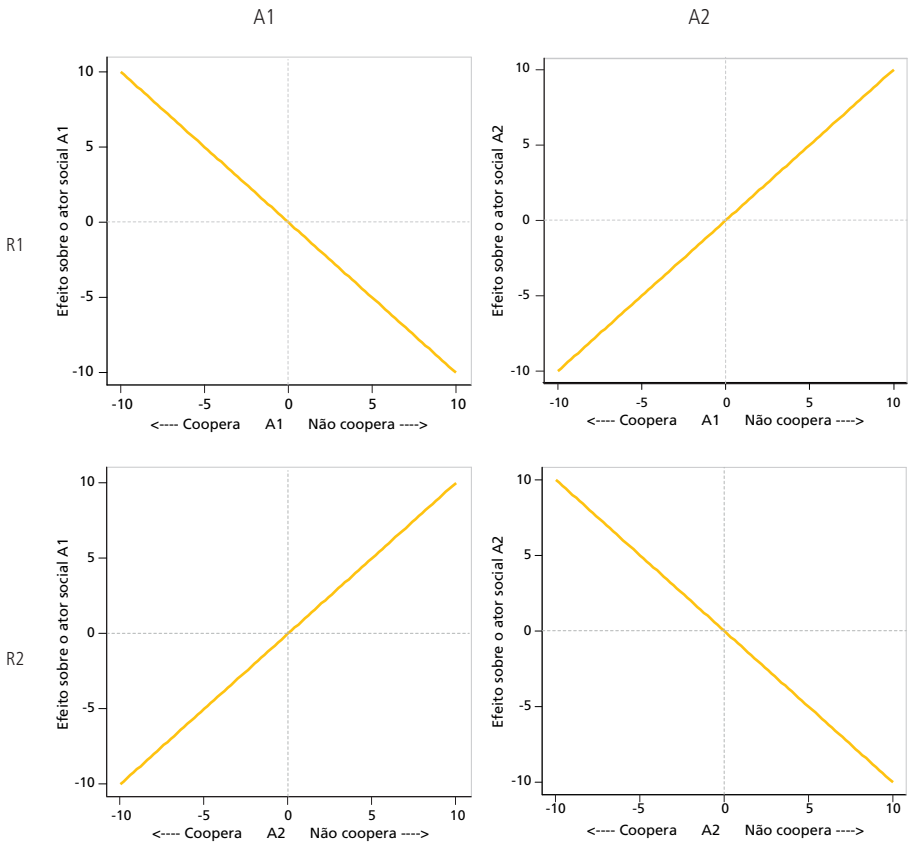 A1
A2
R1
Efeito sobre o ator social A1
10
5
0
-5
-10
-10 -5 0 5 10
<---- Coopera A1 Não coopera ---->
Efeito sobre o ator social A2
10
5
0
-5
-10
-10 -5 0 5 10
<---- Coopera A1 Não coopera ---->
R2
Efeito sobre o ator social A1
10
5
0
-5
-10
-10 -5 0 5 10
<---- Coopera A2 Não coopera ---->
Efeito sobre o ator social A2
10
5
0
-5
-10
-10 -5 0 5 10
<---- Coopera A2 Não coopera ---->